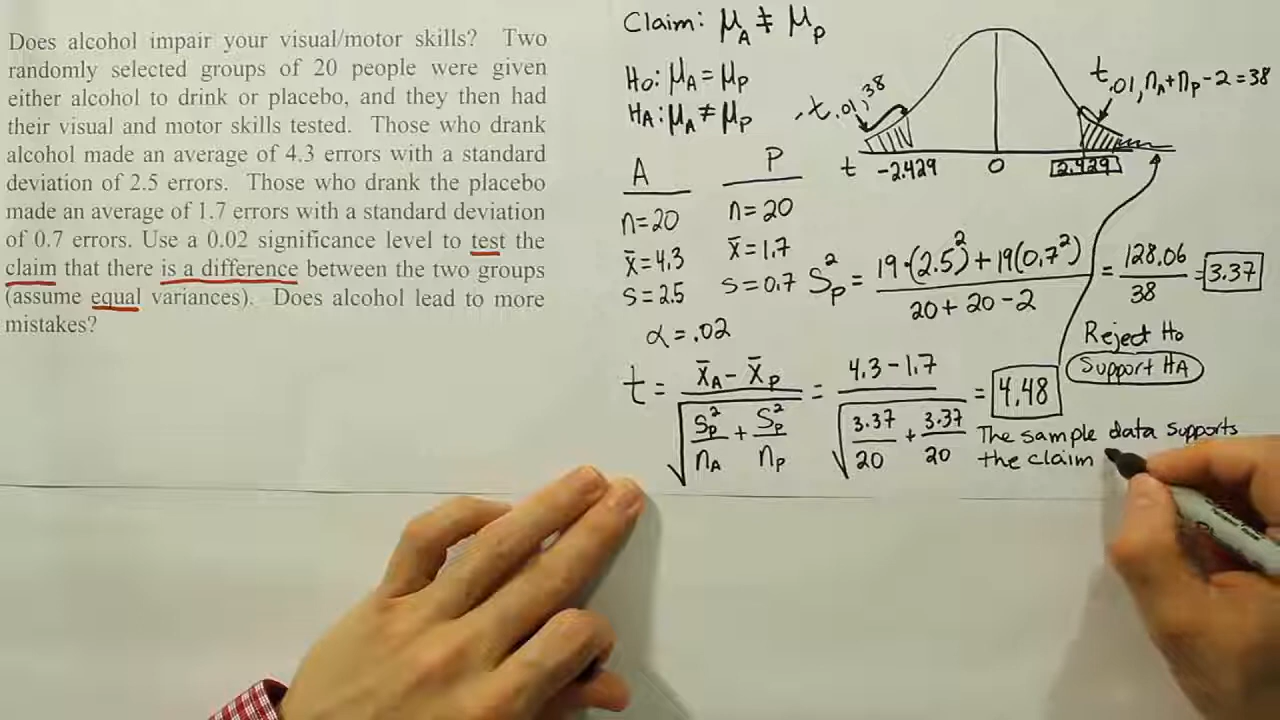 Does alcohol impair your visual/motor skills? Two
randomly selected groups of 20 people were given
either alcohol to drink or placebo, and they then had
their visual and motor skills tested. Those who drank
alcohol made an average of 4.3 errors with a standard
deviation of 2.5 errors. Those who drank the placebo
made an average of 1.7 errors with a standard deviation
of 0.7 errors. Use a 0.02 significance level to test the
claim that there is a difference between the two groups
(assume equal variances). Does alcohol lead to more
mistakes?
Claim: μA ≠ μp
H0: μA = μp
HA: μA ≠ μp
-t.01,38
t.01, nA+np-2=38
t -2.429 0 2.429
A P
n=20 n=20
x̄=4.3 x̄=1.7
s=2.5 s=0.7
α=.02
Sp² = 19·(2.5)²+19(0.7²) / 20+20-2 = 128.06 / 38 = 3.37
t = x̄A - x̄p / √(Sp²/nA + Sp²/np) = 4.3-1.7 / √(3.37/20 + 3.37/20) = 4.48
Reject H0
Support HA
The sample data supports
the claim